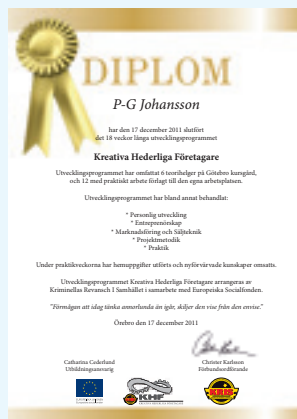 DIPLOM
P-G Johansson
har den 17 december 2011 slutfört
det 18 veckor långa utvecklingsprogrammet
Kreativa Hederliga Företagare
Utvecklingsprogrammet har omfattat 6 teorihelger på Götebro kursgård,
och 12 med praktiskt arbete förlagt till den egna arbetsplatsen.
Utvecklingsprogrammet har bland annat behandlat:
* Personlig utveckling
* Entreprenörskap
* Marknadsföring och Säljteknik
* Projektmetodik
* Praktik
Under praktikveckorna har hemuppgifter utförts och nyförvärvade kunskaper omsatts.
Utvecklingsprogrammet Kreativa Hederliga Företagare arrangeras av
Kriminellas Revansch I Samhället i samarbete med Europeiska Socialfonden.
"Förmågan att idag tänka annorlunda än igår, skiljer den vise från den envise."
Örebro den 17 december 2011
Catharina Cederlund
Utbildningsansvarig
Christer Karlsson
Förbundsordförande
KHF
KRIS